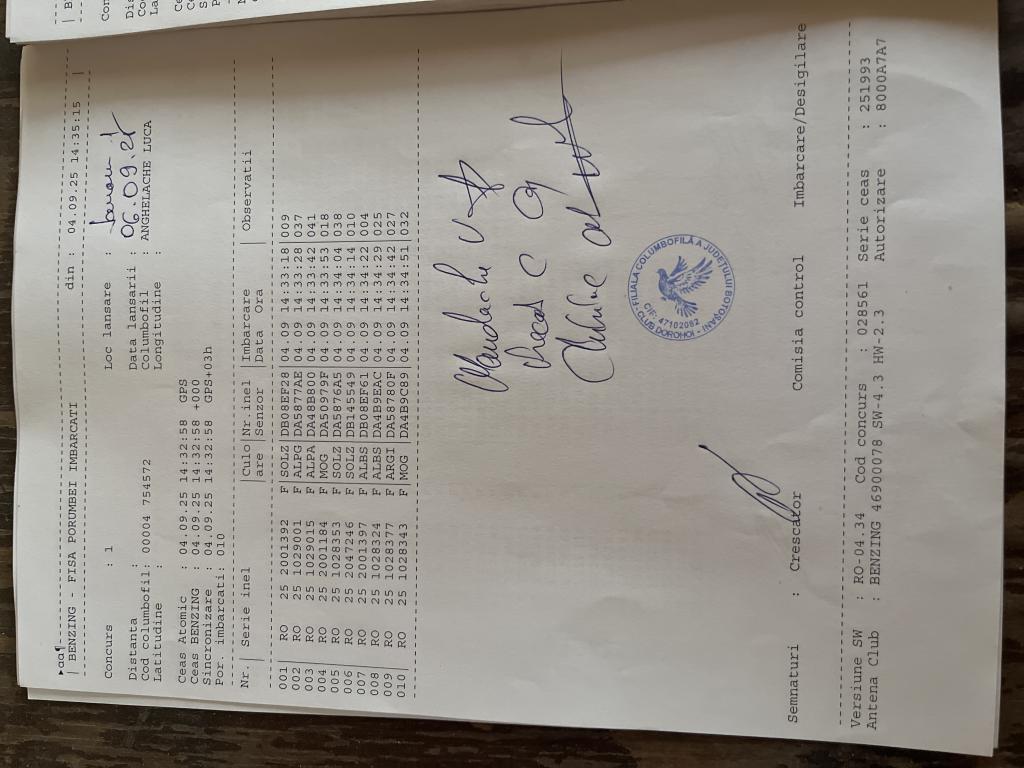 ▸aa¶
| BENZING - FISA PORUMBEI IMBARCATI din : 04.09.25 14:35:15 |
Concurs : 1 Loc lansare :
Distanta : Data lansarii : 06.09.25
Cod columbofil: 00004 754572 Columbofil : ANGHELACHE LUCA
Latitudine : Longitudine :
Ceas Atomic : 04.09.25 14:32:58 GPS
Ceas BENZING : 04.09.25 14:32:58 +000
Sincronizare : 04.09.25 14:32:58 GPS+03h
Por. imbarcati: 010
Nr.| Serie inel |Culo|Nr.inel |Imbarcare | Observatii
|are |Senzor |Data Ora |
001 | RO 25 2001392 F | SOLZ | DB08EF28 | 04.09 14:33:18 | 009
002 | RO 25 1029001 F | ALPG | DA5877AE | 04.09 14:33:28 | 037
003 | RO 25 1029015 F | ALPA | DA48B800 | 04.09 14:33:42 | 041
004 | RO 25 2001484 F | MOG | DA50979F | 04.09 14:33:53 | 018
005 | RO 25 1028353 F | SOLZ | DA5876A5 | 04.09 14:34:04 | 038
006 | RO 25 2047246 F | SOLZ | DB145549 | 04.09 14:34:14 | 010
007 | RO 25 2001397 F | ALBS | DB08EF61 | 04.09 14:34:22 | 004
008 | RO 25 1028324 F | ALBS | DA4B9EAC | 04.09 14:34:29 | 025
009 | RO 25 1028377 F | ARGI | DA58780F | 04.09 14:34:42 | 027
010 | RO 25 1028343 F | MOG | DA4B9C89 | 04.09 14:34:51 | 032
FILIALA COLUMBOFILĂ A JUDEȚULUI BOTOȘANI
CIF: 47102082
CLUB DOROHOI
Semnaturi : Crescator Comisia control Imbarcare/Desigilare
Versiune SW : RO-04.34 Cod concurs : 028561 Serie ceas : 251993
Antena Club : BENZING 46900078 SW-4.3 HW-2.3 Autorizare : 8000A7A7